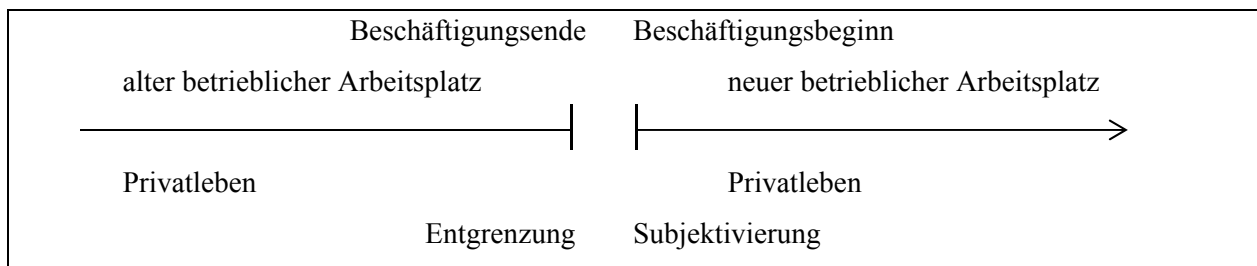 Beschäftigungsende Beschäftigungsbeginn
alter betrieblicher Arbeitsplatz neuer betrieblicher Arbeitsplatz
Privatleben Privatleben
Entgrenzung Subjektivierung